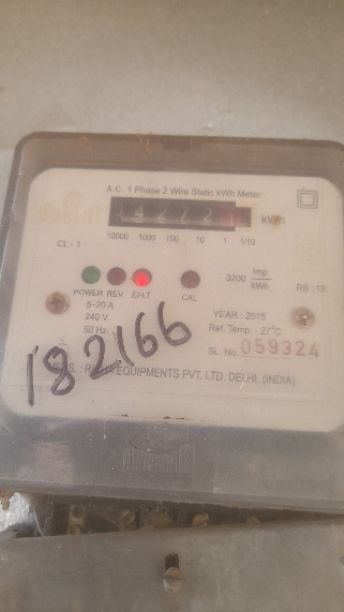 A.C. 1 Phase 2 Wire Static kWh Meter
kWh
10000 1000 100 10 1 1/10
CL - 1
3200 Imp/kWh
RS : 12
POWER REV. E/LT CAL
5-20 A
240 V.
50 Hz.
YEAR : 2015
Ref. Temp. - 27°C
SL. No. 059324
182166
EQUIPMENTS PVT. LTD. DELHI, (INDIA)